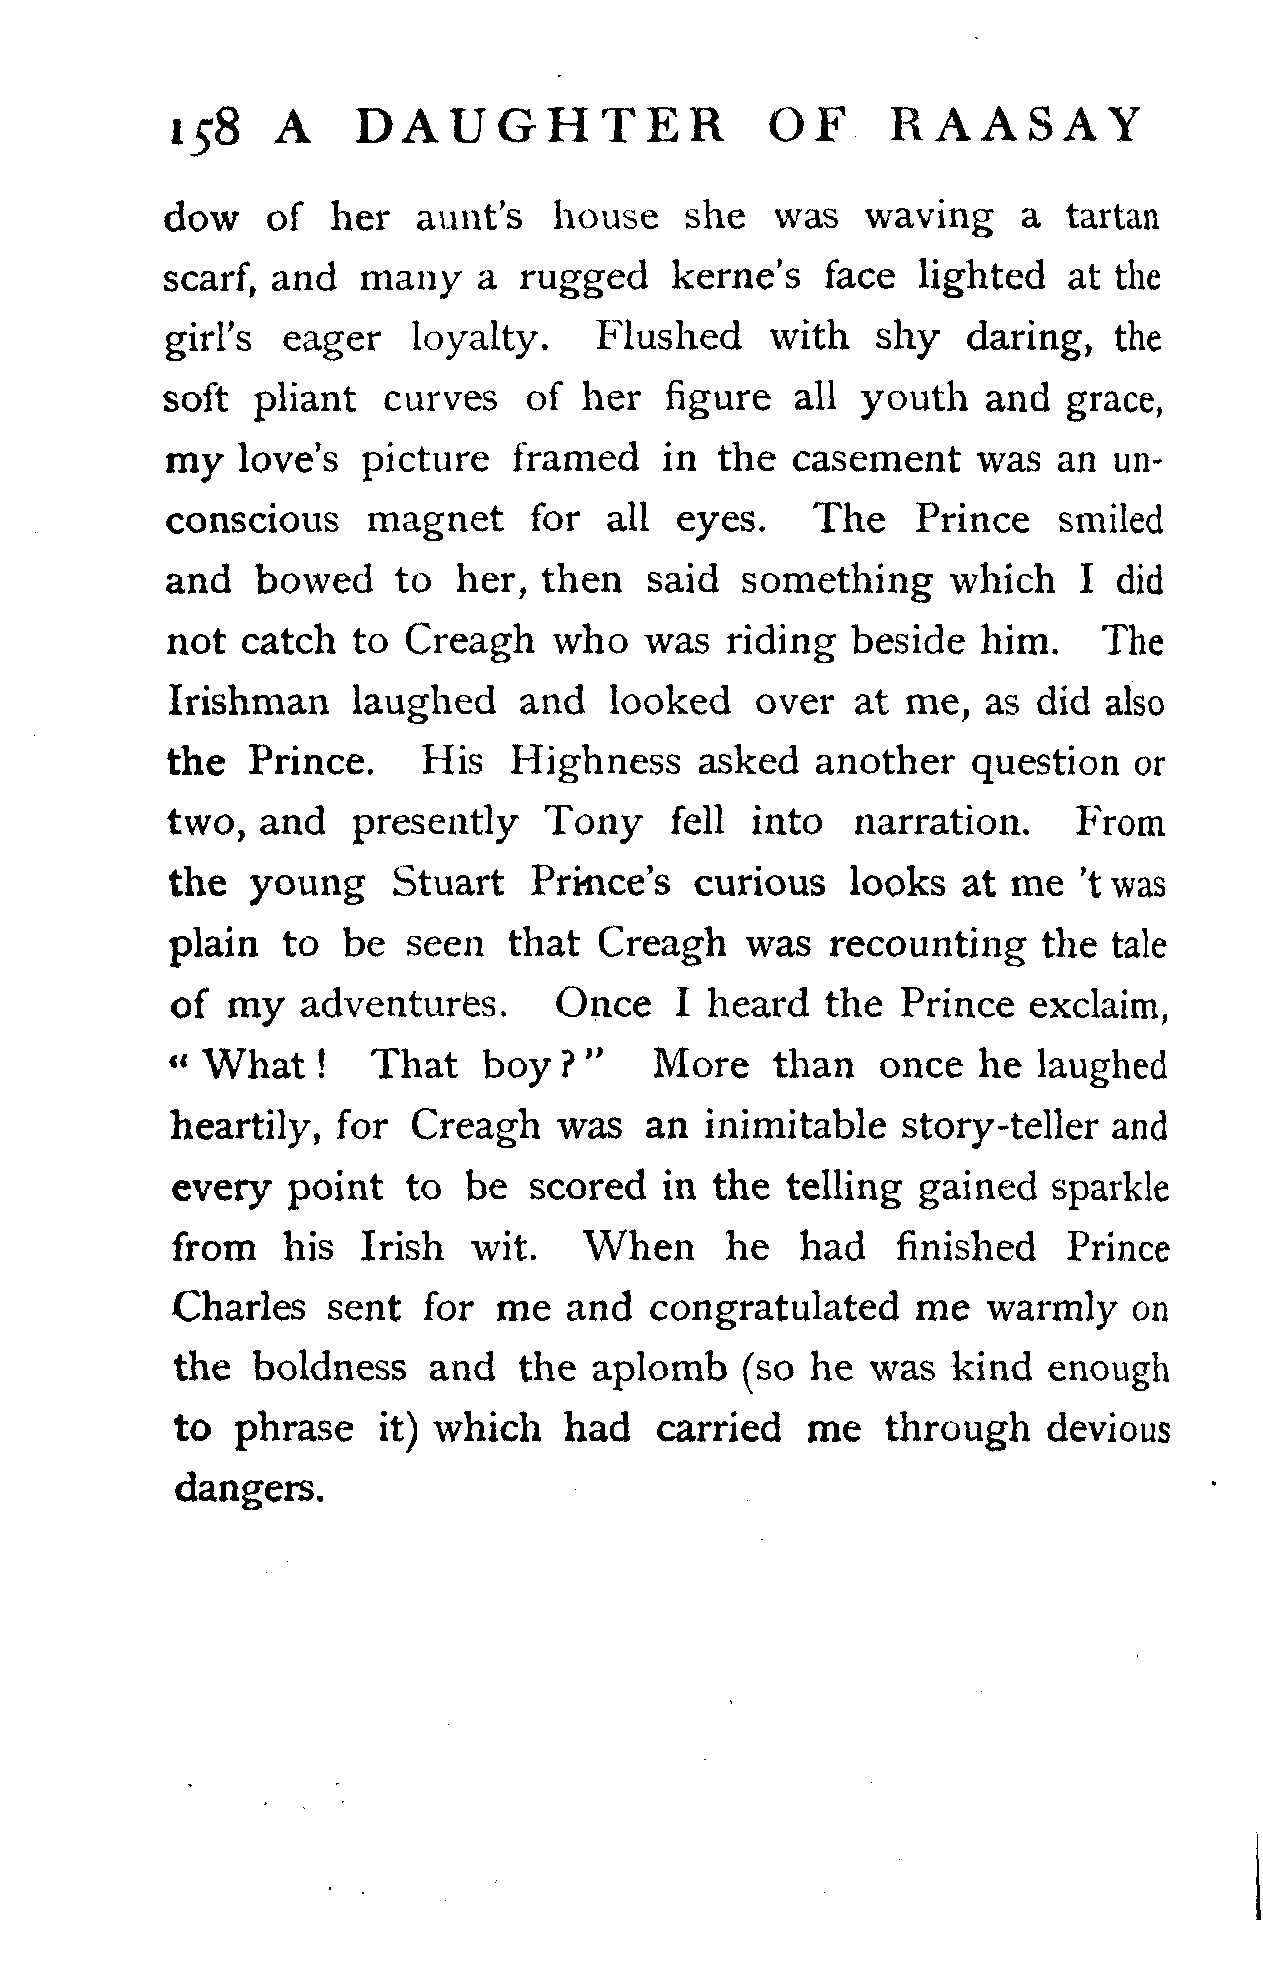 158 A DAUGHTER OF RAASAY
dow of her aunt's house she was waving a tartan
scarf, and many a rugged kerne's face lighted at the
girl's eager loyalty. Flushed with shy daring, the
soft pliant curves of her figure all youth and grace,
my love's picture framed in the casement was an un-
conscious magnet for all eyes. The Prince smiled
and bowed to her, then said something which I did
not catch to Creagh who was riding beside him. The
Irishman laughed and looked over at me, as did also
the Prince. His Highness asked another question or
two, and presently Tony fell into narration. From
the young Stuart Prince's curious looks at me 't was
plain to be seen that Creagh was recounting the tale
of my adventures. Once I heard the Prince exclaim,
“ What ! That boy ? ” More than once he laughed
heartily, for Creagh was an inimitable story-teller and
every point to be scored in the telling gained sparkle
from his Irish wit. When he had finished Prince
Charles sent for me and congratulated me warmly on
the boldness and the aplomb (so he was kind enough
to phrase it) which had carried me through devious
dangers.